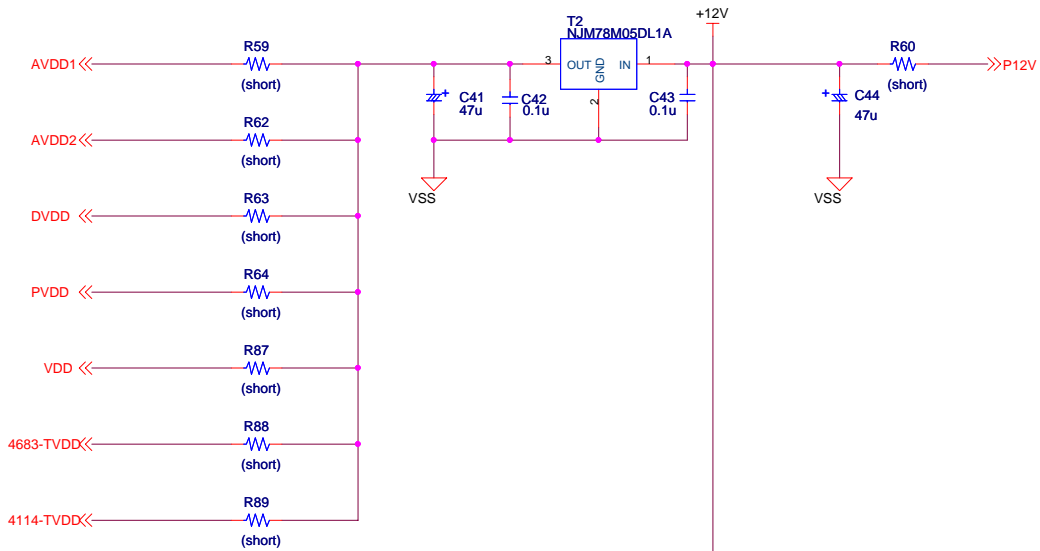 +12V
T2
NJM78M05DL1A
AVDD1
R59
(short)
3
OUT
GND
IN
1
2
C41
47u
C42
0.1u
C43
0.1u
C44
47u
R60
(short)
P12V
VSS
VSS
AVDD2
R62
(short)
DVDD
R63
(short)
PVDD
R64
(short)
VDD
R87
(short)
4683-TVDD
R88
(short)
4114-TVDD
R89
(short)